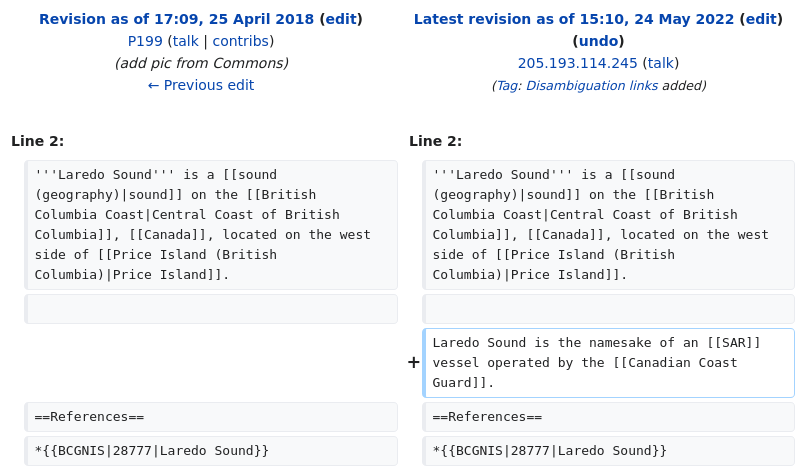 Revision as of 17:09, 25 April 2018 (edit)
P199 (talk | contribs)
(add pic from Commons)
← Previous edit
Latest revision as of 15:10, 24 May 2022 (edit)
(undo)
205.193.114.245 (talk)
(Tag: Disambiguation links added)
Line 2:
Line 2:
'''Laredo Sound''' is a [[sound
(geography)|sound]] on the [[British
Columbia Coast|Central Coast of British
Columbia]], [[Canada]], located on the west
side of [[Price Island (British
Columbia)|Price Island]].
'''Laredo Sound''' is a [[sound
(geography)|sound]] on the [[British
Columbia Coast|Central Coast of British
Columbia]], [[Canada]], located on the west
side of [[Price Island (British
Columbia)|Price Island]].
+ Laredo Sound is the namesake of an [[SAR]]
vessel operated by the [[Canadian Coast
Guard]].
==References==
==References==
*{{BCGNIS|28777|Laredo Sound}}
*{{BCGNIS|28777|Laredo Sound}}